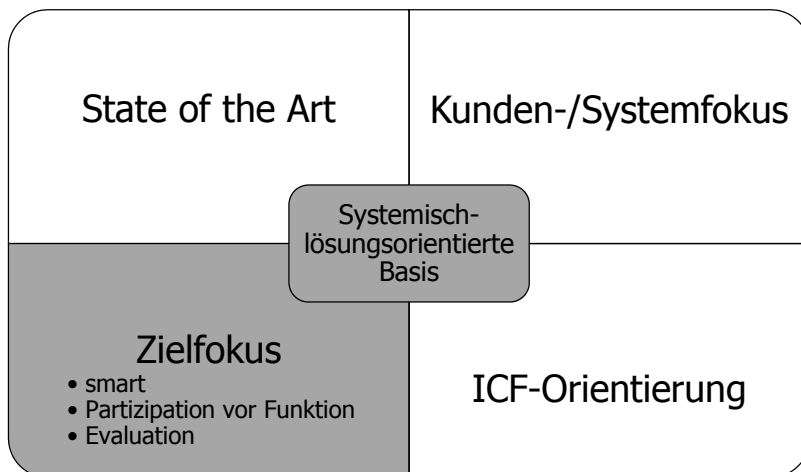 State of the Art
Kunden-/Systemfokus
Systemisch-
lösungsorientierte
Basis
Zielfokus
• smart
• Partizipation vor Funktion
• Evaluation
ICF-Orientierung